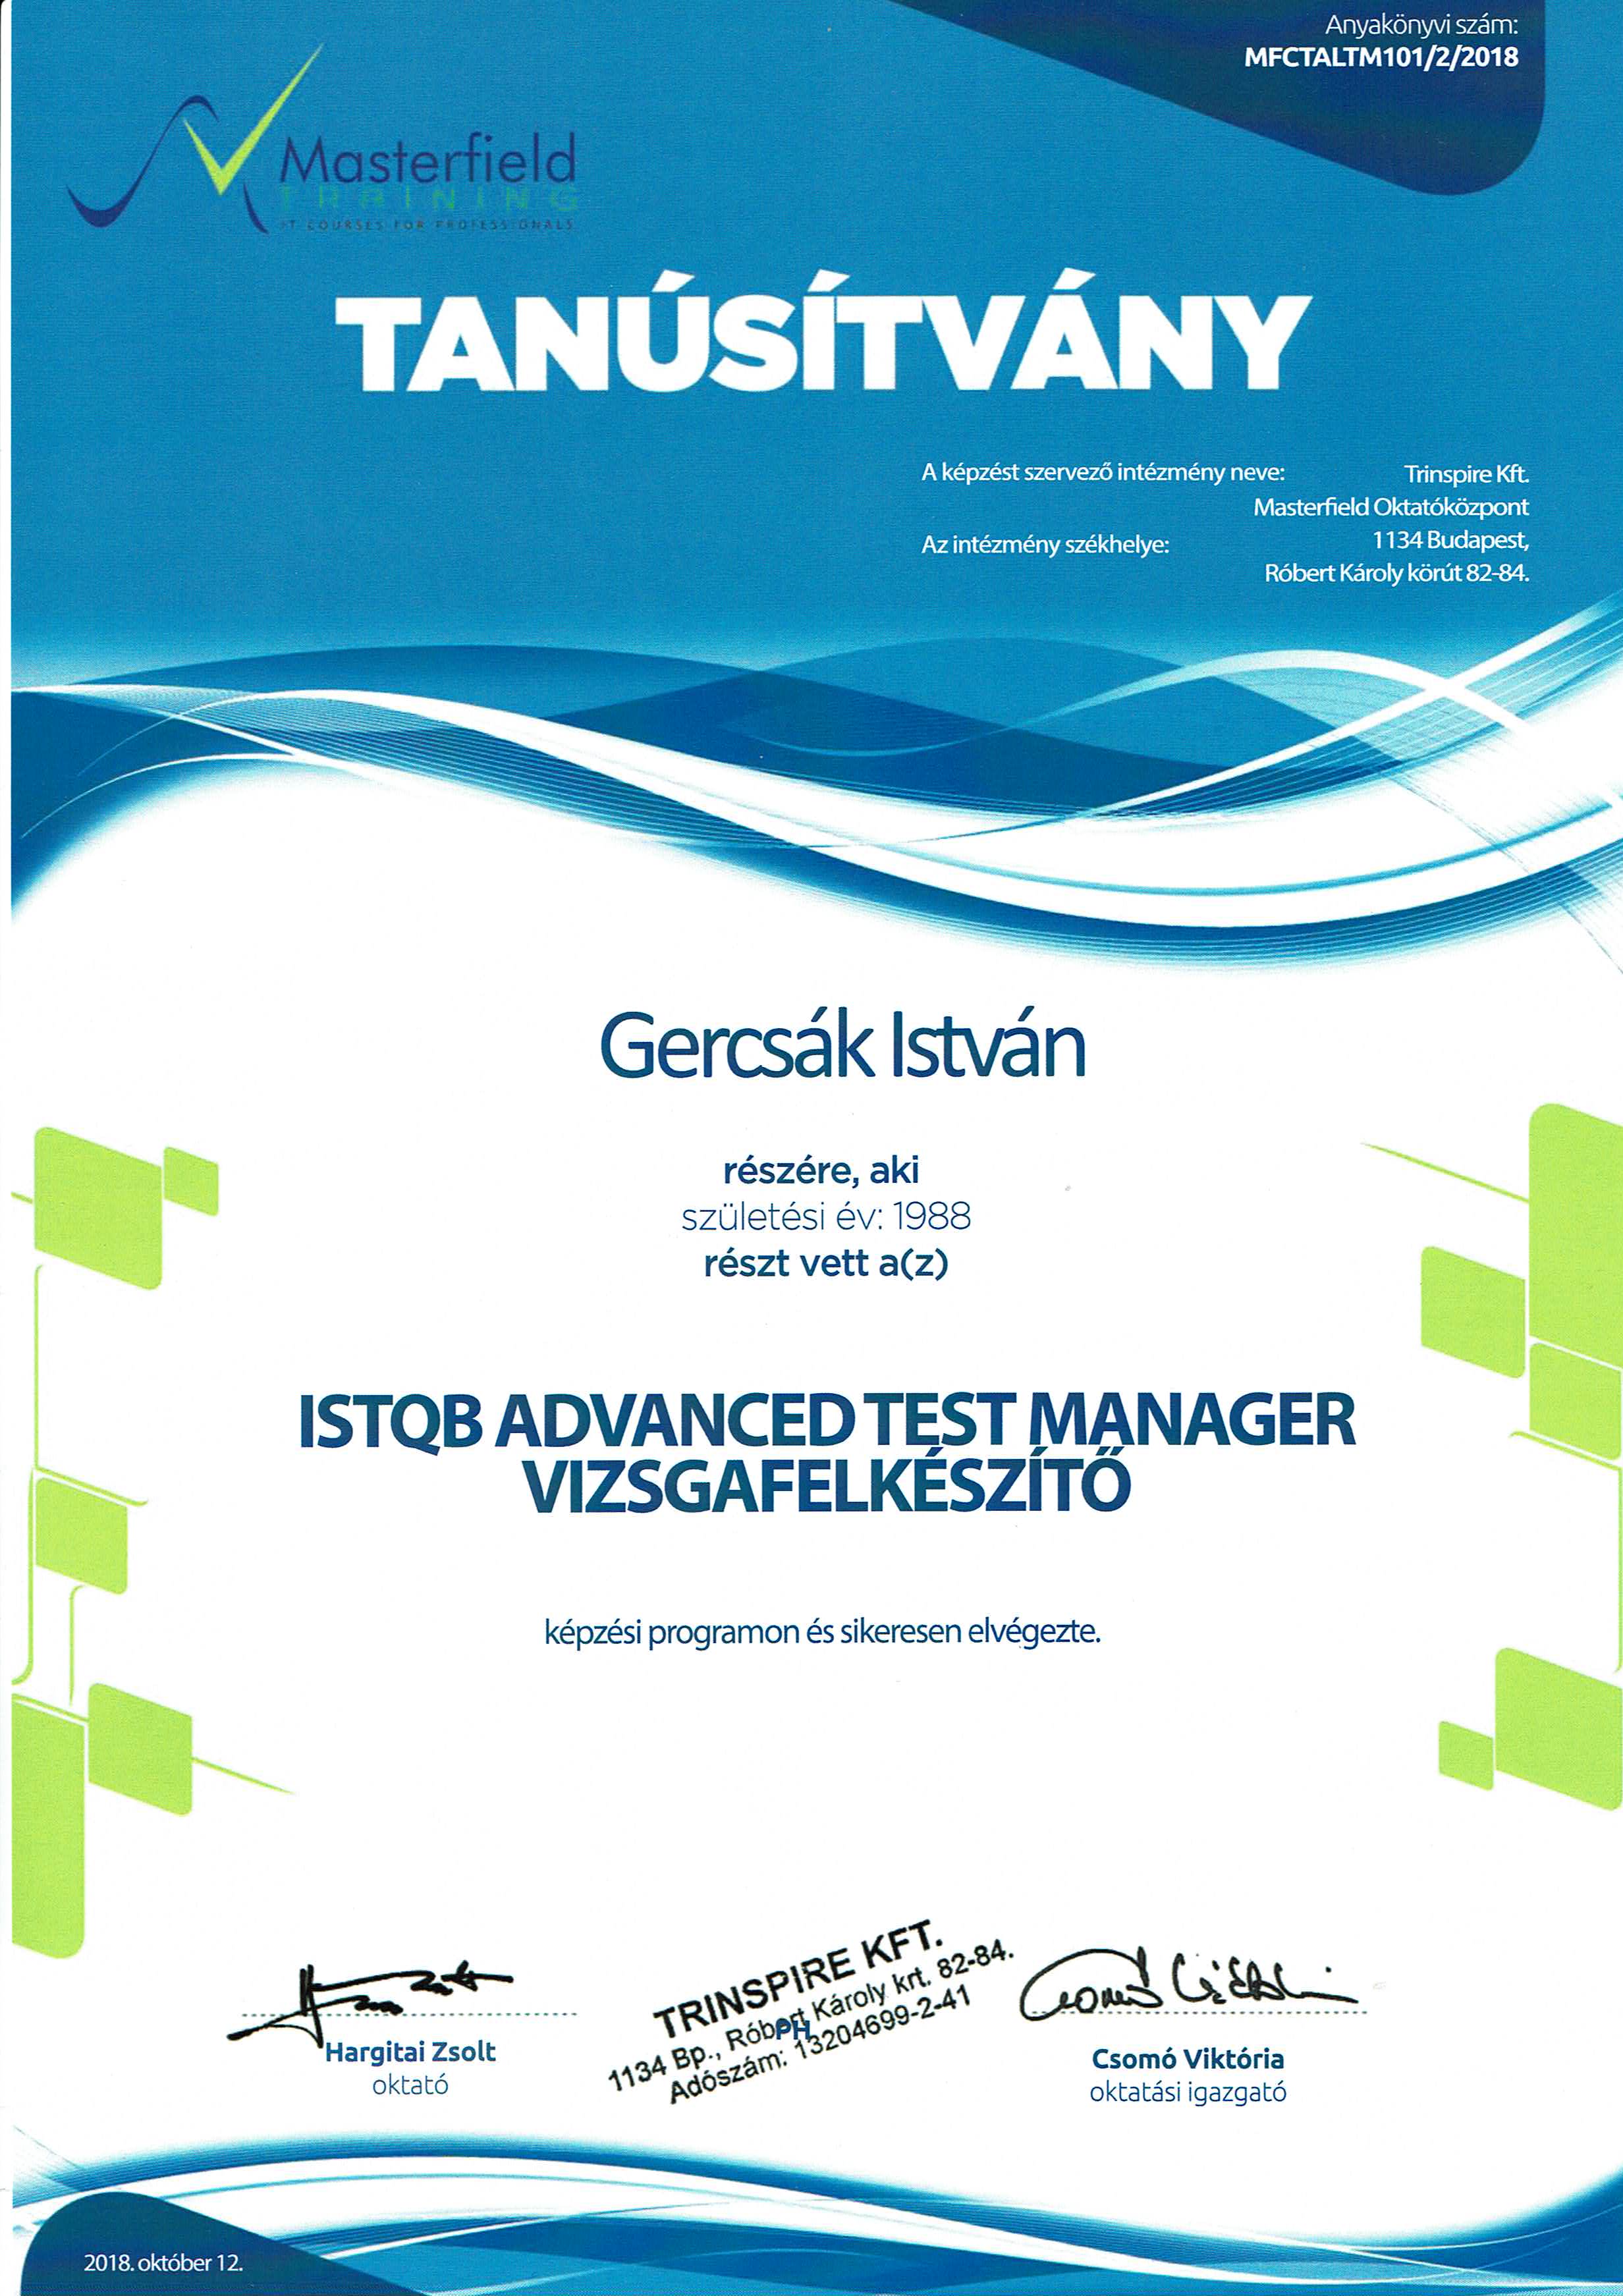 Anyakönyvi szám:
MFCTALTM101/2/2018
Masterfield
TRAINING
IT COURSES FOR PROFESSIONALS
TANÚSÍTVÁNY
A képzést szervező intézmény neve: Trinspire Kft.
Masterfield Oktatóközpont
Az intézmény székhelye: 1134 Budapest,
Róbert Károly körút 82-84.
Gercsák István
részére, aki
születési év: 1988
részt vett a(z)
ISTQB ADVANCED TEST MANAGER
VIZSGAFELKÉSZÍTŐ
képzési programon és sikeresen elvégezte.
TRINSPIRE KFT.
1134 Bp., Róbert Károly krt. 82-84.
Adószám: 13204699-2-41
PH
Hargitai Zsolt
oktató
Csomó Viktória
oktatási igazgató
2018. október 12.